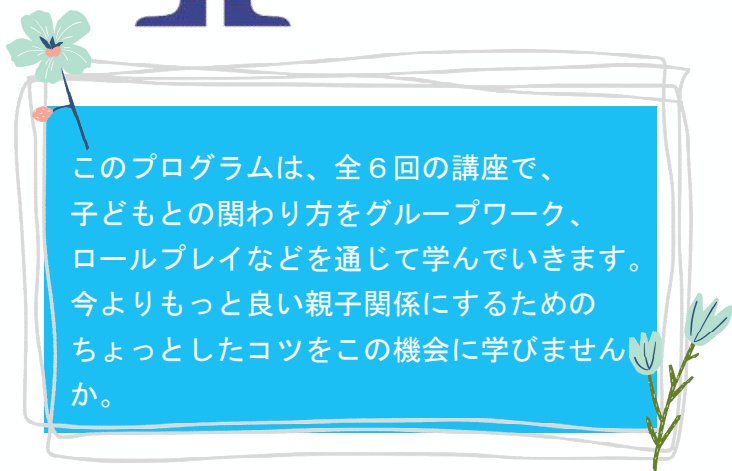 このプログラムは、全６回の講座で、
子どもとの関わり方をグループワーク、
ロールプレイなどを通じて学んでいきます。
今よりもっと良い親子関係にするための
ちょっとしたコツをこの機会に学びません
か。